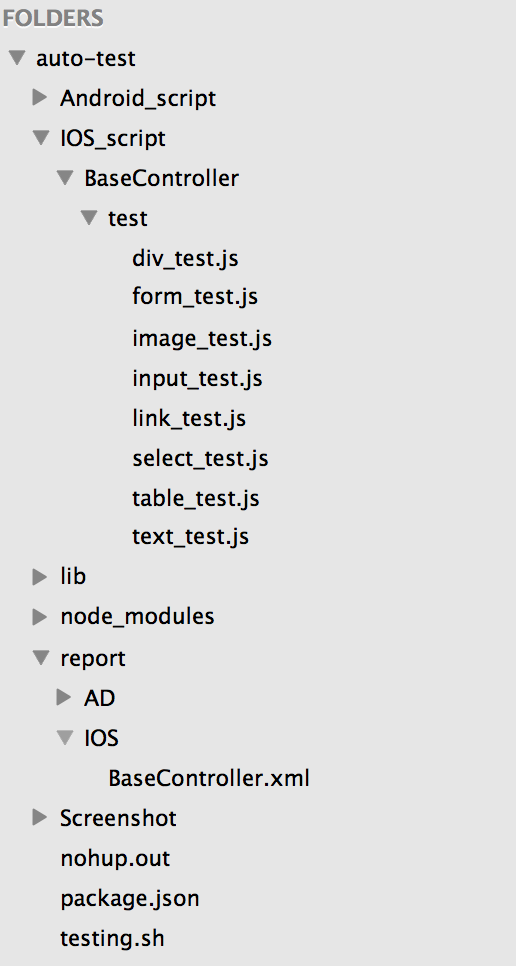 FOLDERS
auto-test
Android_script
IOS_script
BaseController
test
div_test.js
form_test.js
image_test.js
input_test.js
link_test.js
select_test.js
table_test.js
text_test.js
lib
node_modules
report
AD
IOS
BaseController.xml
Screenshot
nohup.out
package.json
testing.sh